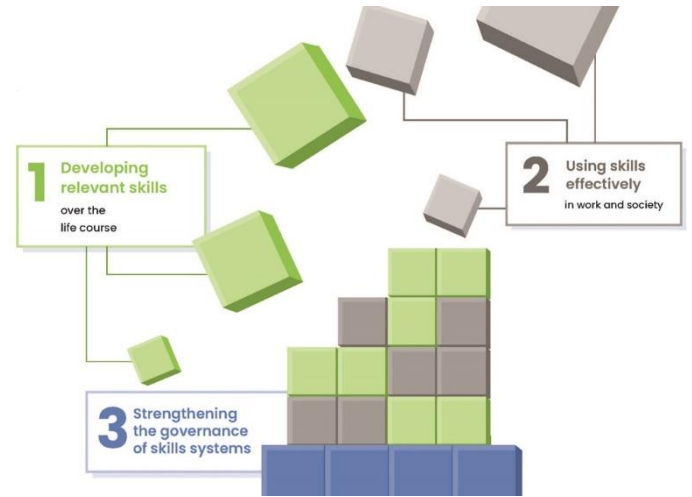 1
Developing
relevant skills
over the
life course
2
Using skills
effectively
in work and society
3
Strengthening
the governance
of skills systems